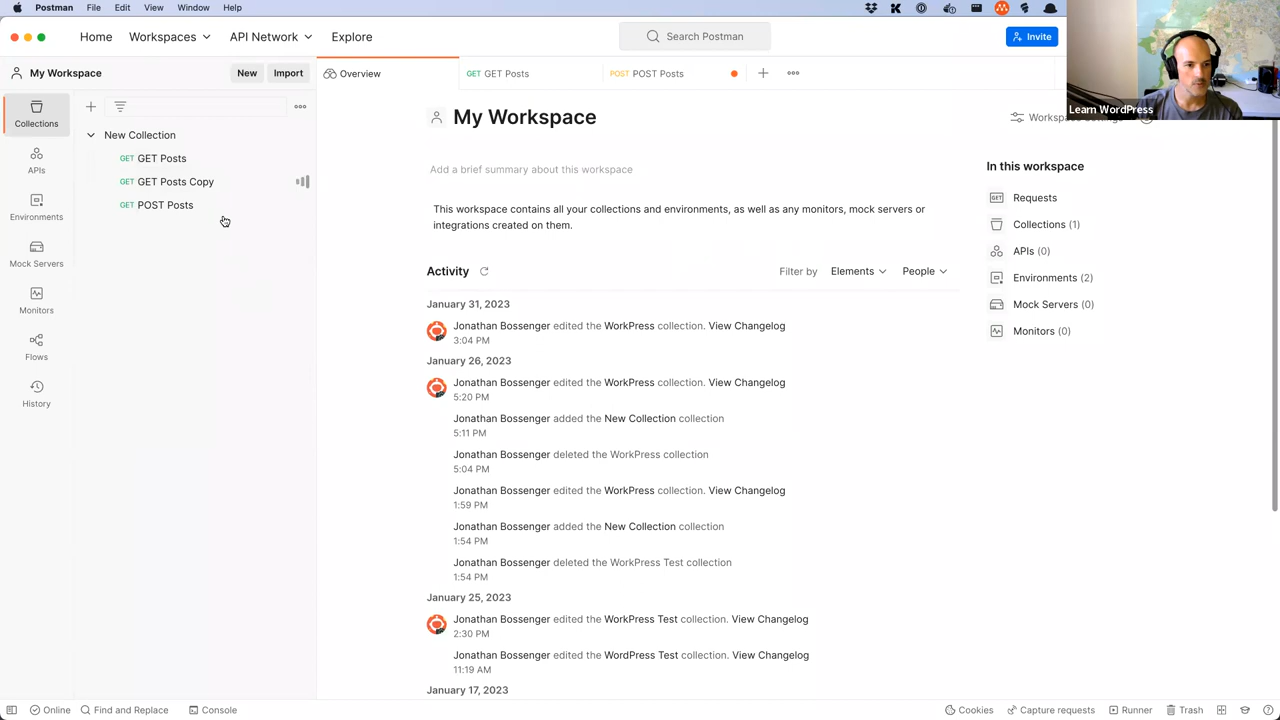 Postman File Edit View Window Help
Home Workspaces API Network Explore Search Postman Invite
My Workspace New Import Overview GET GET Posts POST POST Posts
Learn WordPress
Collections
New Collection
GET GET Posts
GET GET Posts Copy
GET POST Posts
APIs
Environments
Mock Servers
Monitors
Flows
History
My Workspace
Add a brief summary about this workspace
This workspace contains all your collections and environments, as well as any monitors, mock servers or
integrations created on them.
Activity Filter by Elements People
January 31, 2023
Jonathan Bossenger edited the WorkPress collection. View Changelog
3:04 PM
January 26, 2023
Jonathan Bossenger edited the WorkPress collection. View Changelog
5:20 PM
Jonathan Bossenger added the New Collection collection
5:11 PM
Jonathan Bossenger deleted the WorkPress collection
5:04 PM
Jonathan Bossenger edited the WorkPress collection. View Changelog
1:59 PM
Jonathan Bossenger added the New Collection collection
1:54 PM
Jonathan Bossenger deleted the WorkPress Test collection
1:54 PM
January 25, 2023
Jonathan Bossenger edited the WorkPress Test collection. View Changelog
2:30 PM
Jonathan Bossenger edited the WordPress Test collection. View Changelog
11:19 AM
January 17, 2023
In this workspace
GET Requests
Collections (1)
APIs (0)
Environments (2)
Mock Servers (0)
Monitors (0)
Online Find and Replace Console Cookies Capture requests Runner Trash